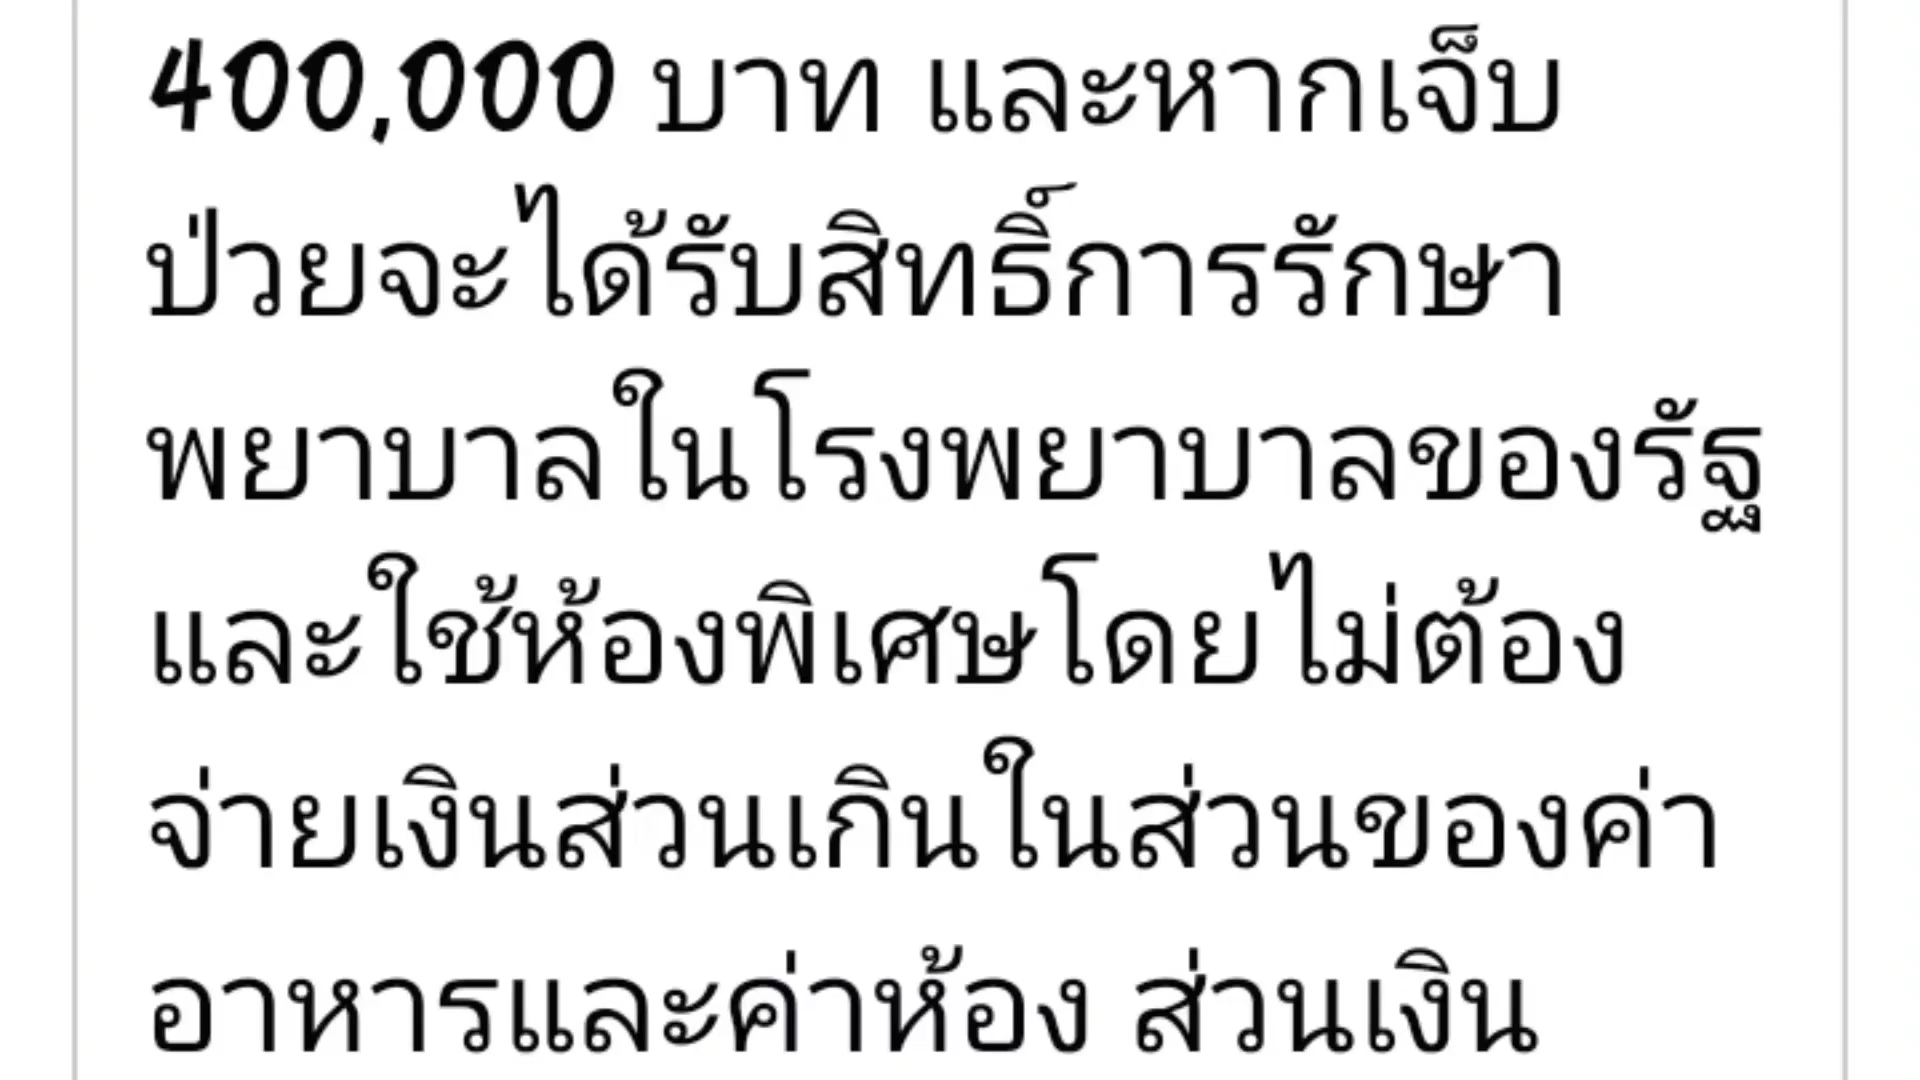 400,000 บาท และหากเจ็บ
ป่วยจะได้รับสิทธิ์การรักษา
พยาบาลในโรงพยาบาลของรัฐ
และใช้ห้องพิเศษโดยไม่ต้อง
จ่ายเงินส่วนเกินในส่วนของค่า
อาหารและค่าห้อง ส่วนเงิน